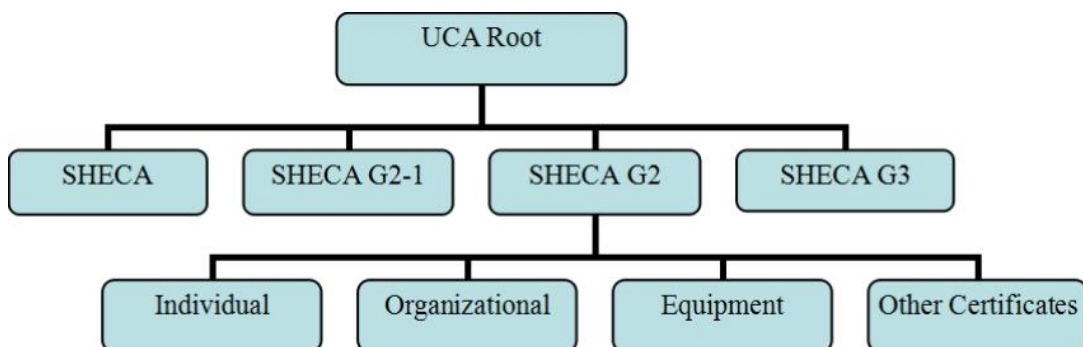 UCA Root
SHECA
SHECA G2-1
SHECA G2
SHECA G3
Individual
Organizational
Equipment
Other Certificates